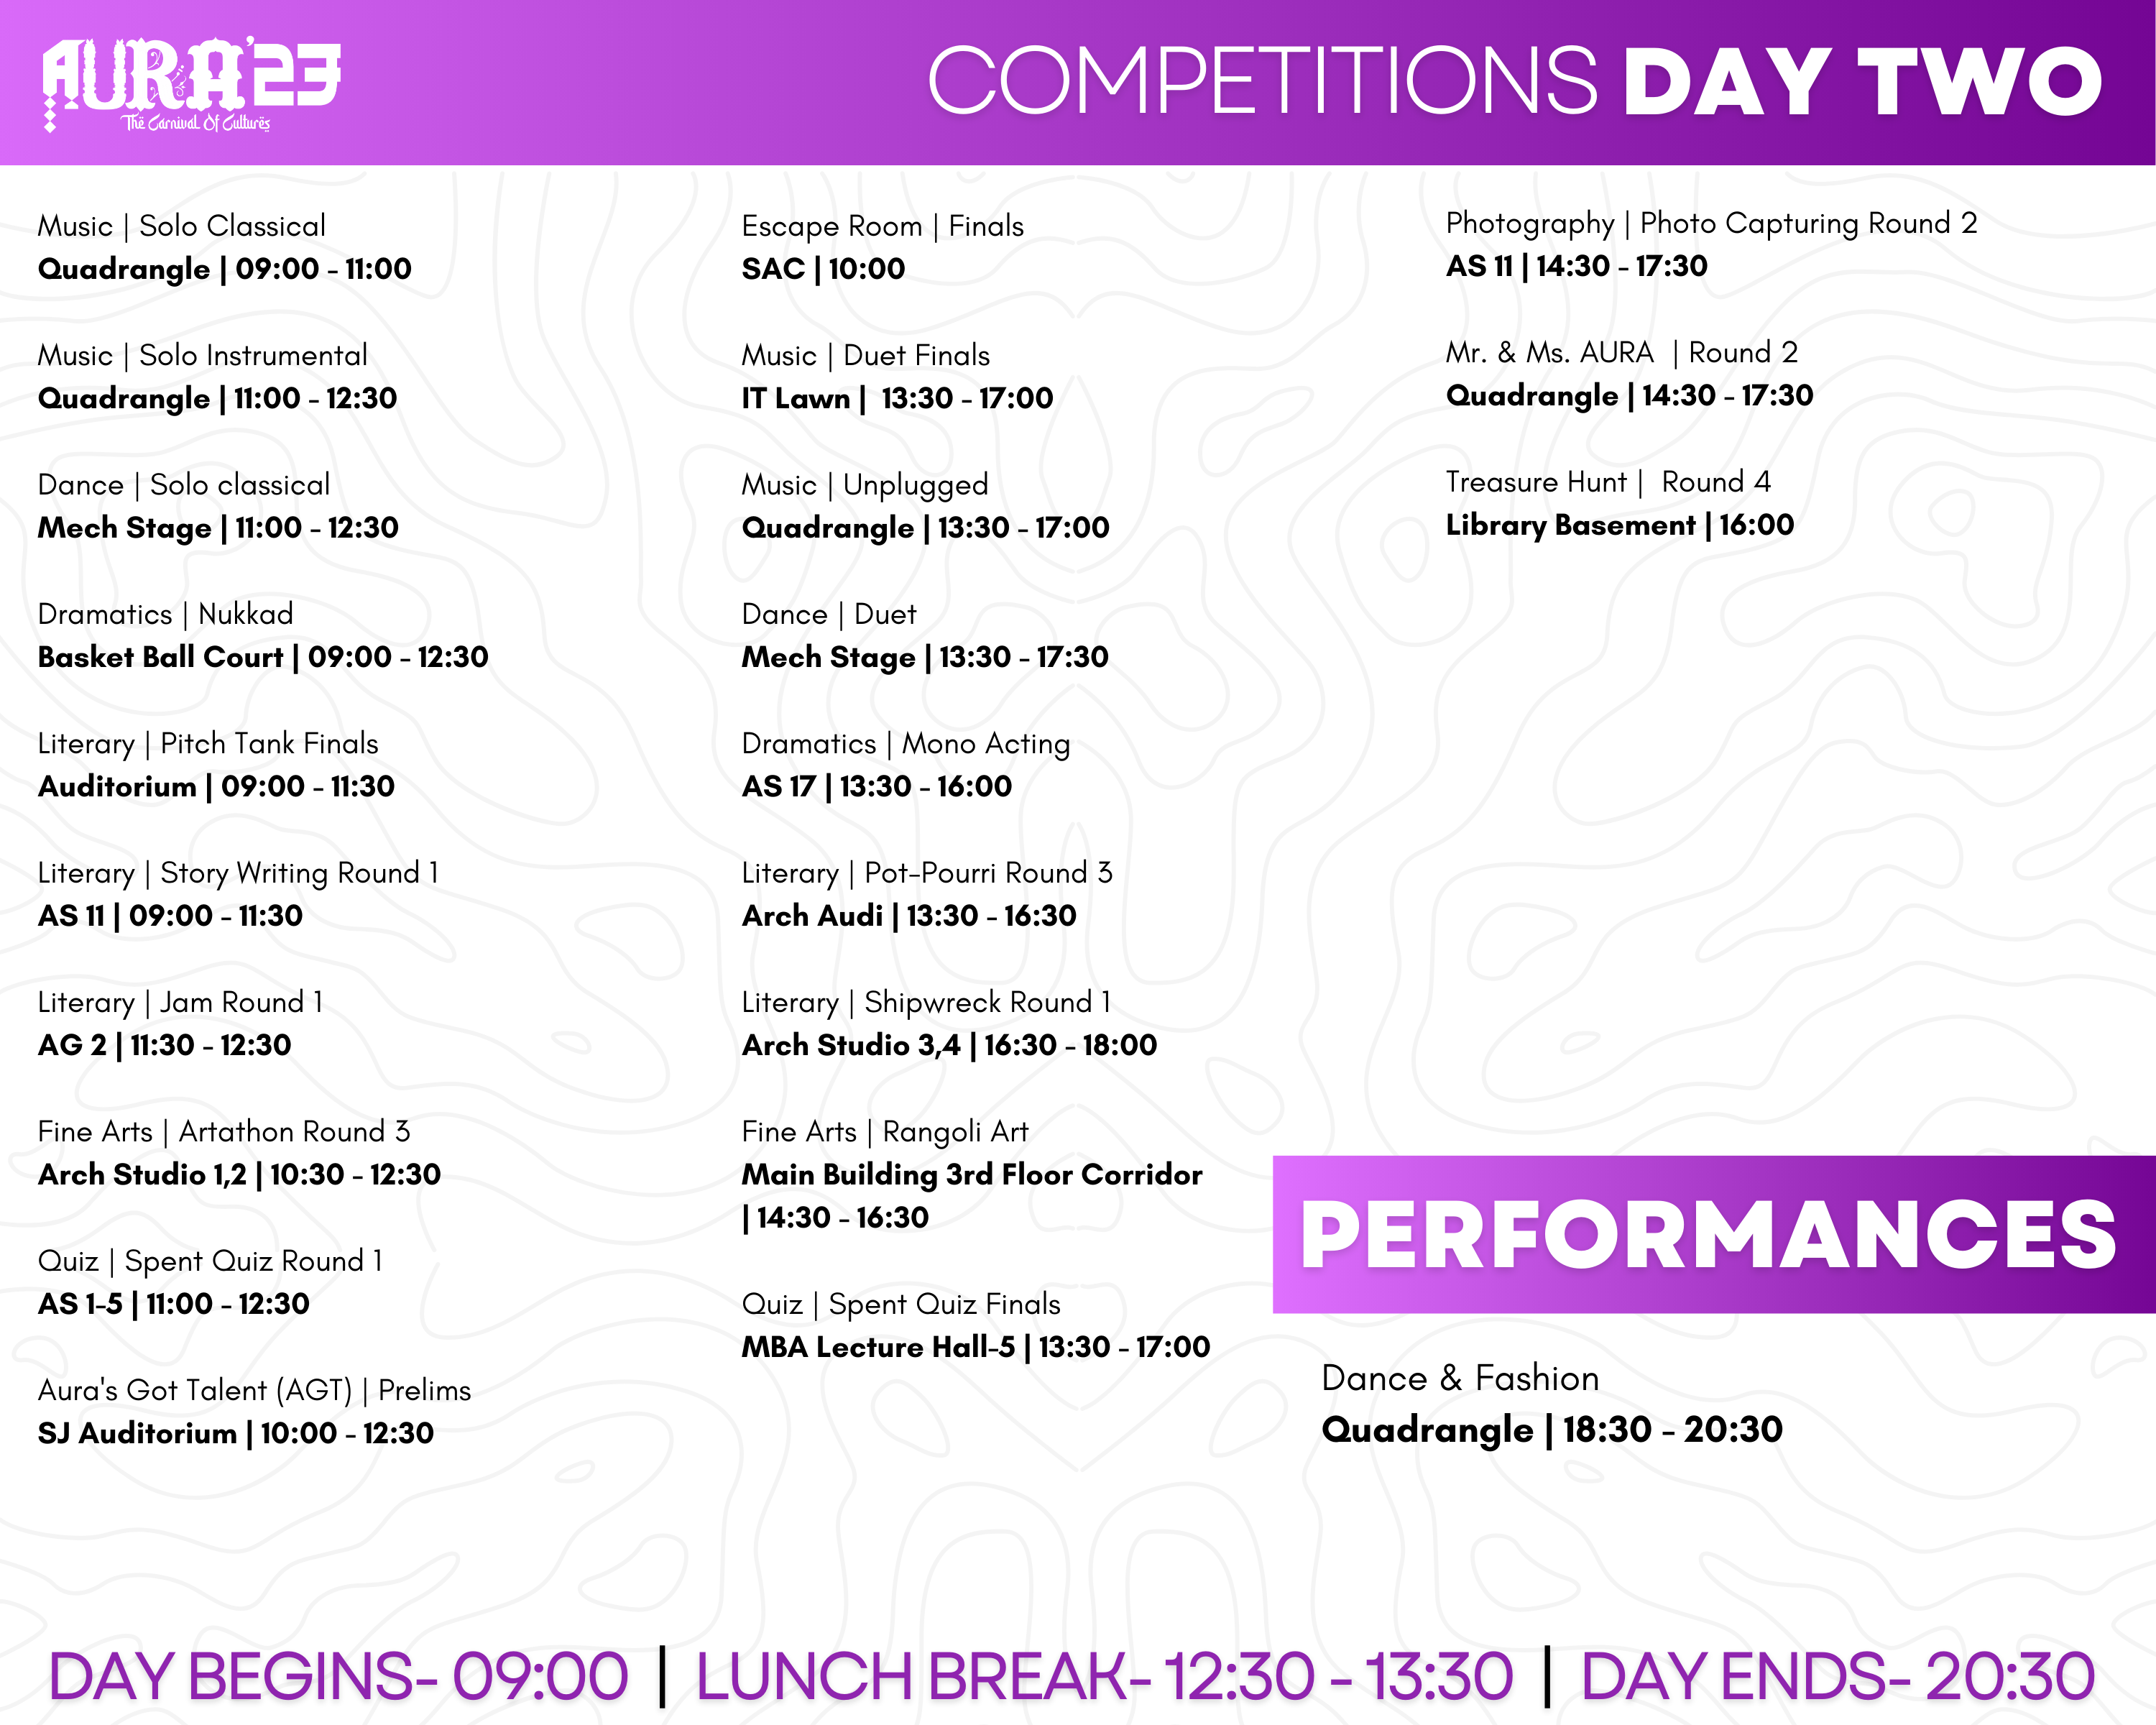 AURA'23
The Carnival Of Cultures
COMPETITIONS DAY TWO
Music | Solo Classical
Quadrangle | 09:00 - 11:00
Music | Solo Instrumental
Quadrangle | 11:00 - 12:30
Dance | Solo classical
Mech Stage | 11:00 - 12:30
Dramatics | Nukkad
Basket Ball Court | 09:00 - 12:30
Literary | Pitch Tank Finals
Auditorium | 09:00 - 11:30
Literary | Story Writing Round 1
AS 11 | 09:00 - 11:30
Literary | Jam Round 1
AG 2 | 11:30 - 12:30
Fine Arts | Artathon Round 3
Arch Studio 1,2 | 10:30 - 12:30
Quiz | Spent Quiz Round 1
AS 1-5 | 11:00 - 12:30
Aura's Got Talent (AGT) | Prelims
SJ Auditorium | 10:00 - 12:30
Escape Room | Finals
SAC | 10:00
Music | Duet Finals
IT Lawn | 13:30 - 17:00
Music | Unplugged
Quadrangle | 13:30 - 17:00
Dance | Duet
Mech Stage | 13:30 - 17:30
Dramatics | Mono Acting
AS 17 | 13:30 - 16:00
Literary | Pot-Pourri Round 3
Arch Audi | 13:30 - 16:30
Literary | Shipwreck Round 1
Arch Studio 3,4 | 16:30 - 18:00
Fine Arts | Rangoli Art
Main Building 3rd Floor Corridor
| 14:30 - 16:30
Quiz | Spent Quiz Finals
MBA Lecture Hall-5 | 13:30 - 17:00
Photography | Photo Capturing Round 2
AS 11 | 14:30 - 17:30
Mr. & Ms. AURA | Round 2
Quadrangle | 14:30 - 17:30
Treasure Hunt | Round 4
Library Basement | 16:00
PERFORMANCES
Dance & Fashion
Quadrangle | 18:30 - 20:30
DAY BEGINS- 09:00 | LUNCH BREAK- 12:30 - 13:30 | DAY ENDS- 20:30